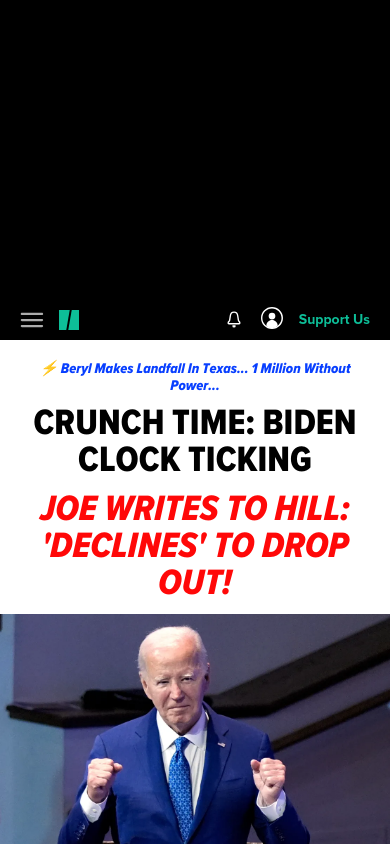 Support Us
⚡ Beryl Makes Landfall In Texas... 1 Million Without
Power...
CRUNCH TIME: BIDEN
CLOCK TICKING
JOE WRITES TO HILL:
'DECLINES' TO DROP
OUT!